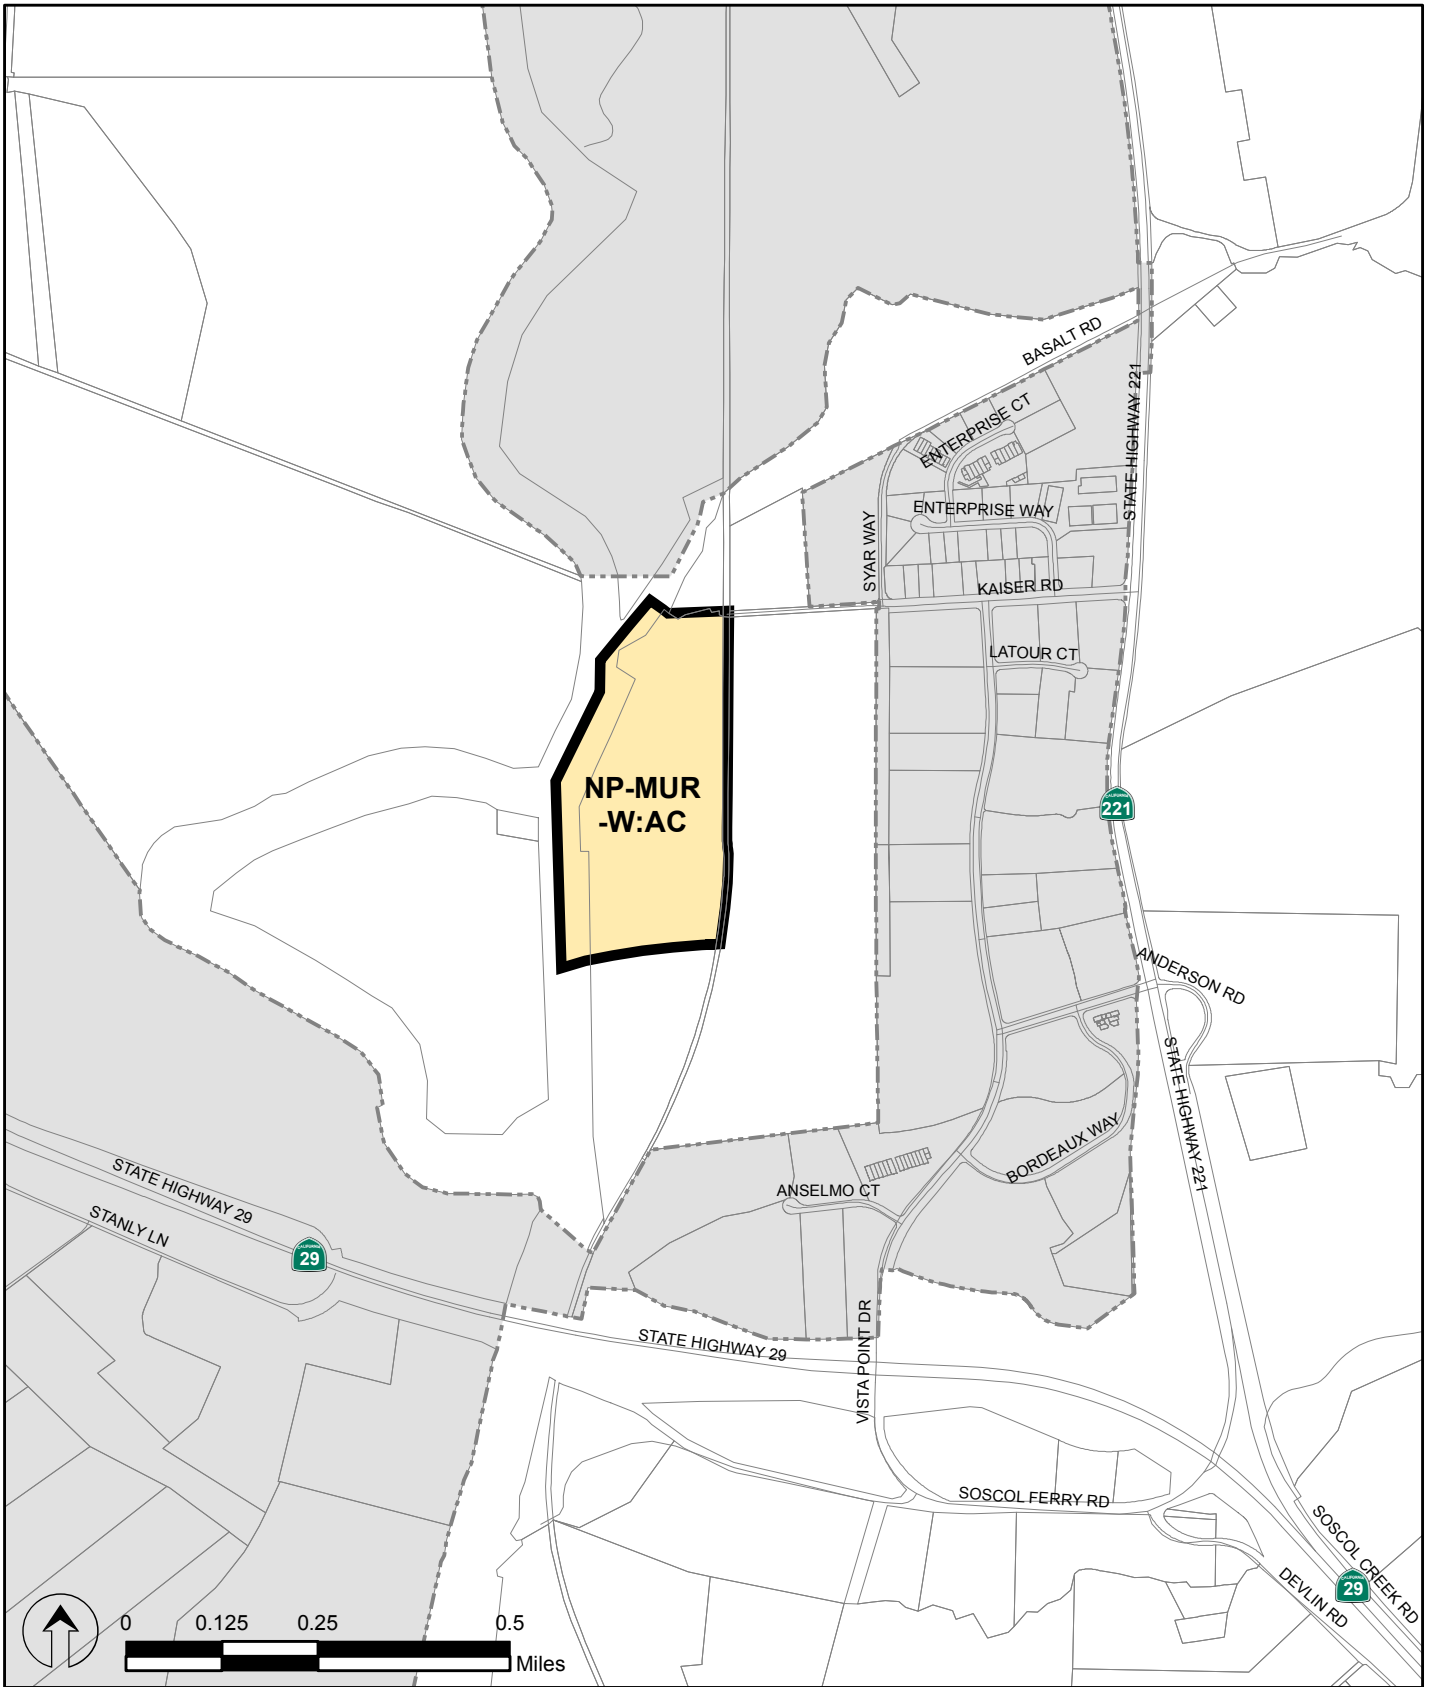 BASALT RD
ENTERPRISE CT
STATE HIGHWAY 221
ENTERPRISE WAY
SYAR WAY
KAISER RD
LATOUR CT
NP-MUR
-W:AC
CALIFORNIA
221
ANDERSON RD
STATE HIGHWAY 221
BORDEAUX WAY
ANSELMO CT
STATE HIGHWAY 29
STANLY LN
CALIFORNIA
29
VISTA POINT DR
STATE HIGHWAY 29
SOSCOL FERRY RD
SOSCOL CREEK RD
DEVLIN RD
CALIFORNIA
29
0 0.125 0.25 0.5
Miles